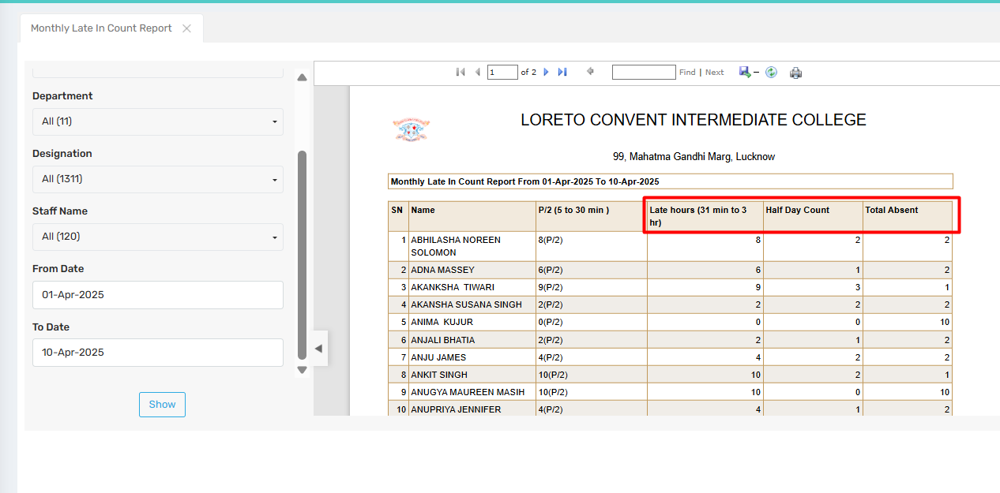 Monthly Late In Count Report
1 of 2 Find | Next
Department
All (11)
Designation
All (1311)
Staff Name
All (120)
From Date
01-Apr-2025
To Date
10-Apr-2025
Show
LORETO CONVENT INTERMEDIATE COLLEGE
99, Mahatma Gandhi Marg, Lucknow
Monthly Late In Count Report From 01-Apr-2025 To 10-Apr-2025
SN Name P/2 (5 to 30 min ) Late hours (31 min to 3 Half Day Count Total Absent
hr)
1 ABHILASHA NOREEN 8(P/2) 8 2 2
SOLOMON
2 ADNA MASSEY 6(P/2) 6 1 2
3 AKANKSHA TIWARI 9(P/2) 9 3 1
4 AKANSHA SUSANA SINGH 2(P/2) 2 2 2
5 ANIMA KUJUR 0(P/2) 0 0 10
6 ANJALI BHATIA 2(P/2) 2 1 2
7 ANJU JAMES 4(P/2) 4 2 2
8 ANKIT SINGH 10(P/2) 10 2 1
9 ANUGYA MAUREEN MASIH 10(P/2) 10 0 10
10 ANUPRIYA JENNIFER 4(P/2) 4 1 2